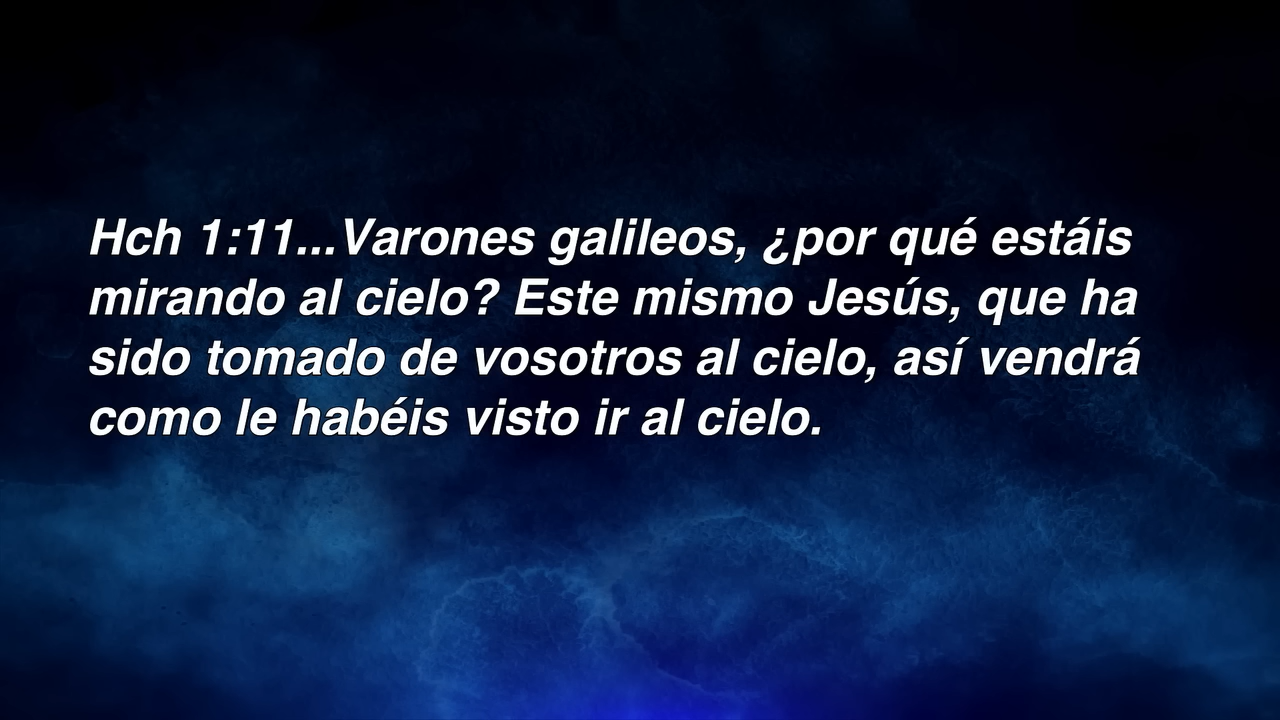 Hch 1:11...Varones galileos, ¿por qué estáis
mirando al cielo? Este mismo Jesús, que ha
sido tomado de vosotros al cielo, así vendrá
como le habéis visto ir al cielo.